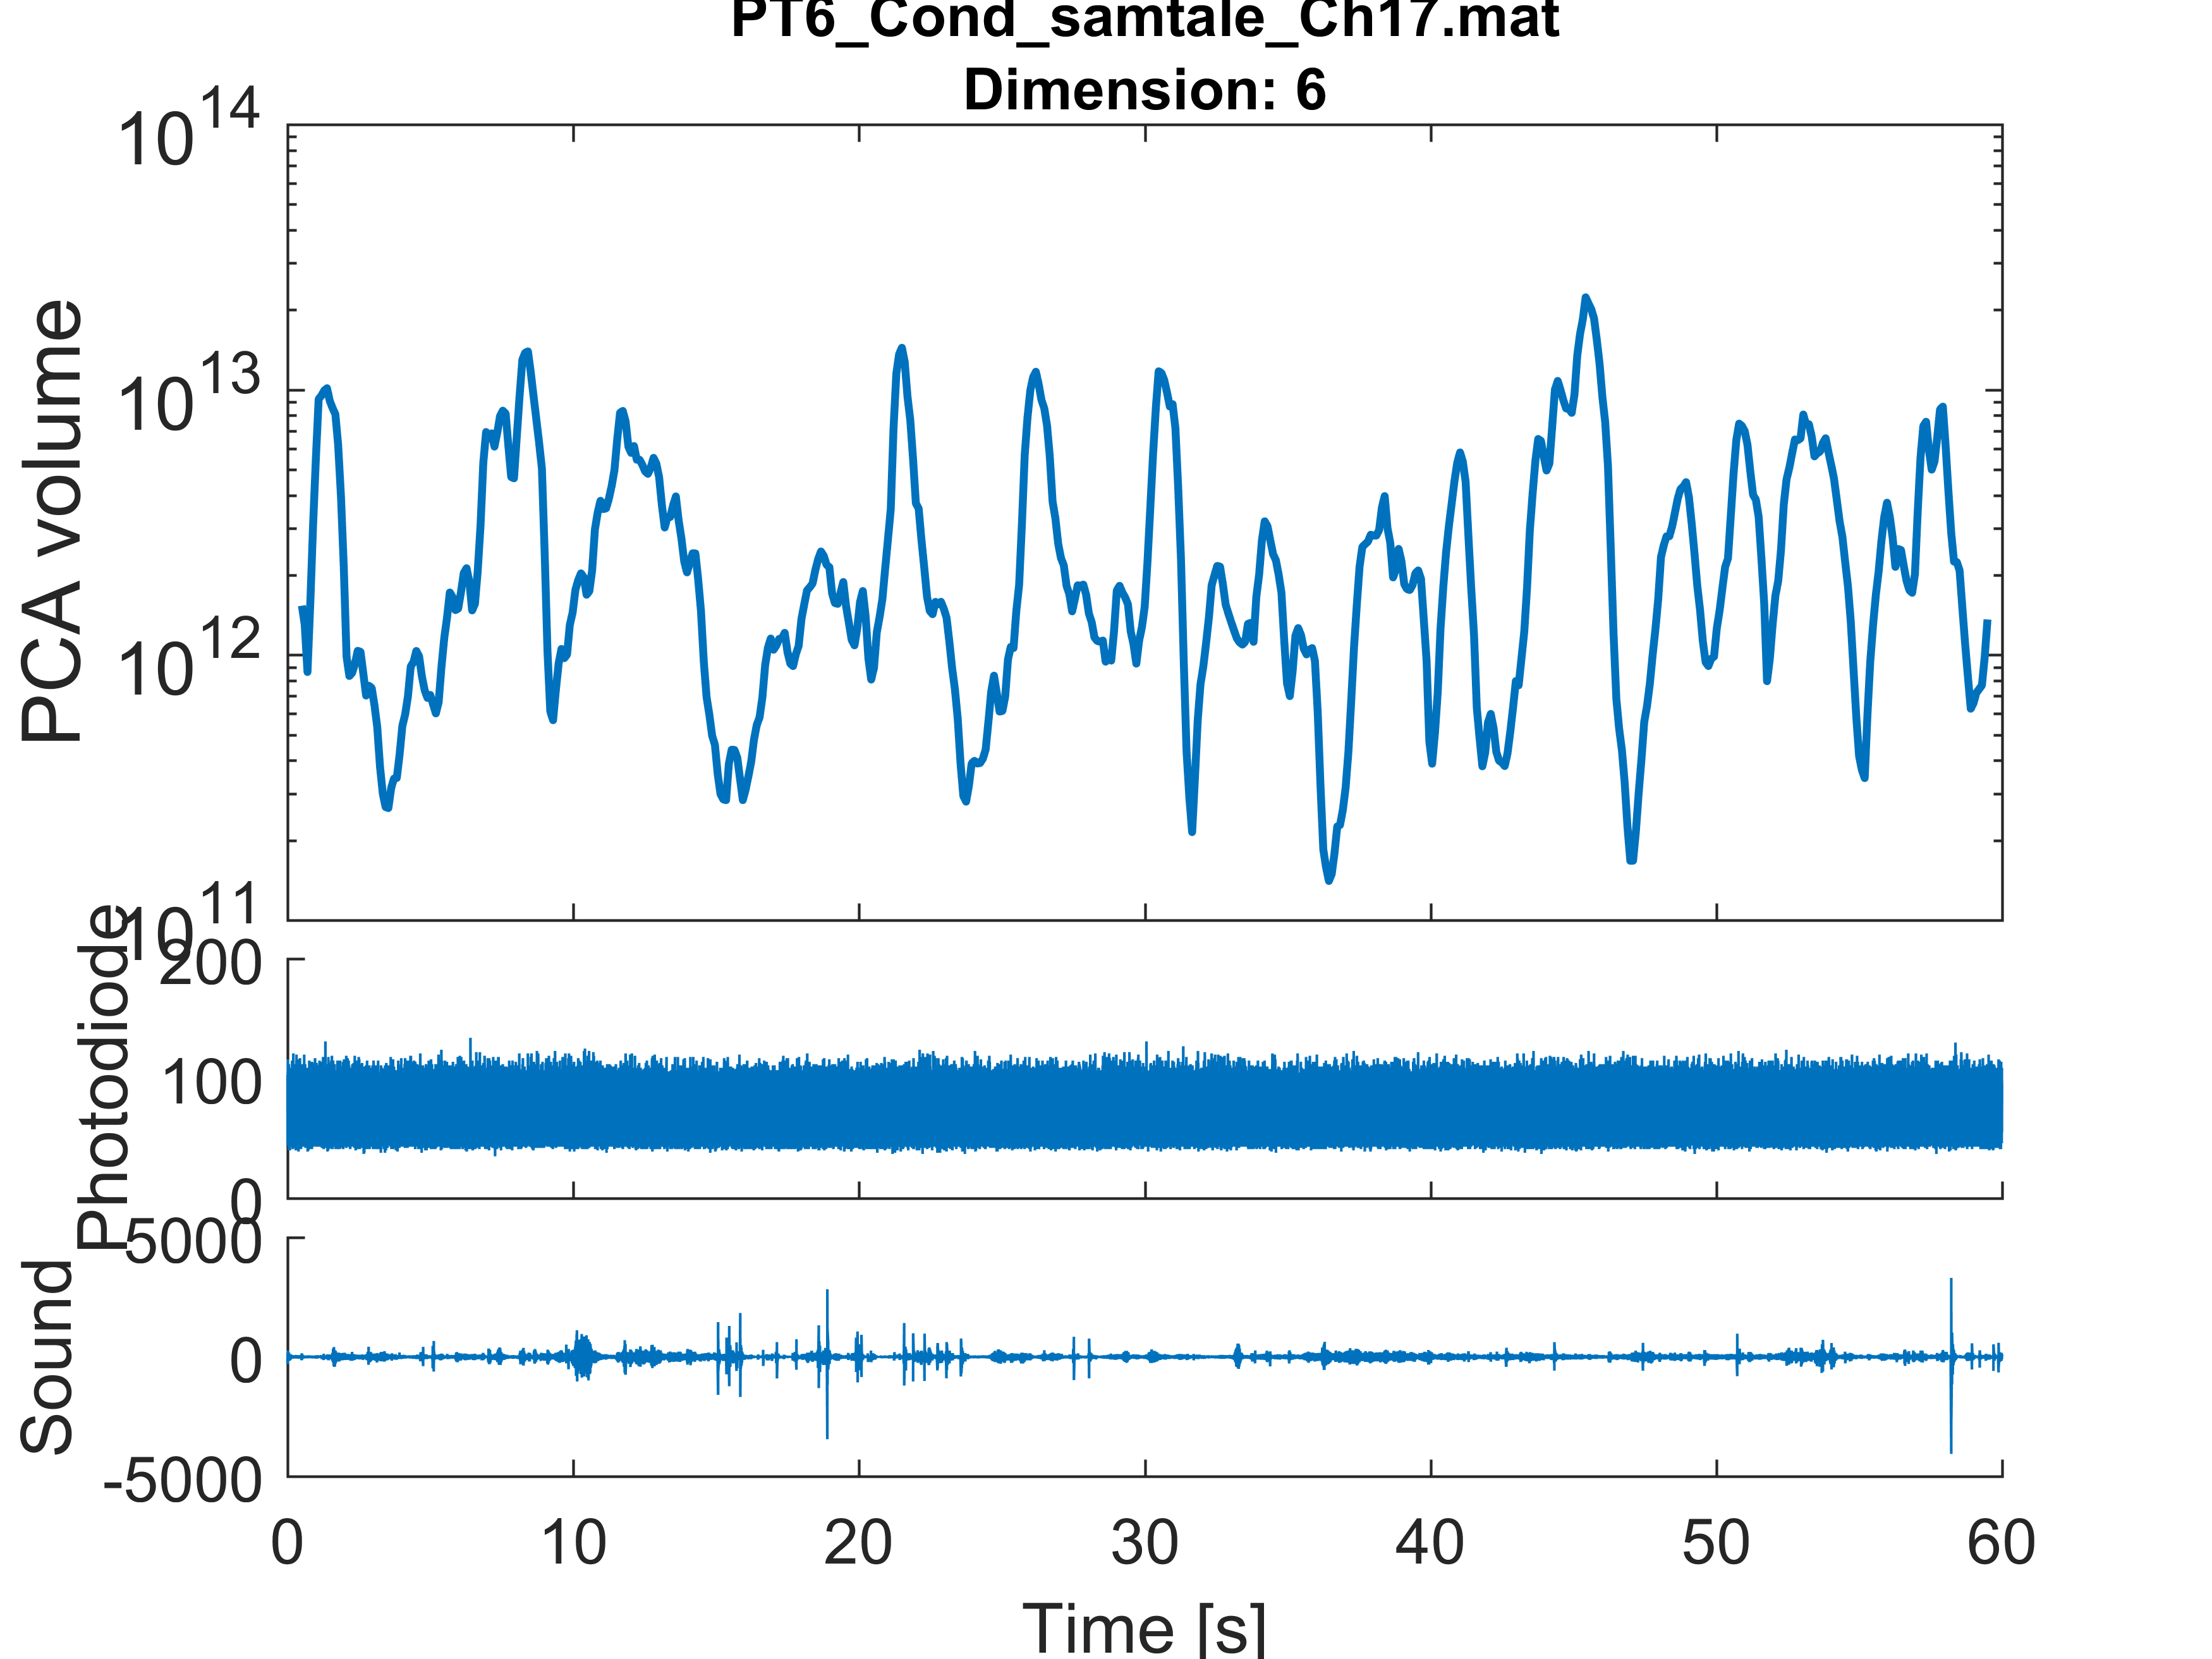 PT6_Cond_samtale_Ch17.mat
Dimension: 6
PCA volume
10^14
10^13
10^12
10^11
Photodiode
200
100
0
Sound
5000
0
-5000
0 10 20 30 40 50 60
Time [s]